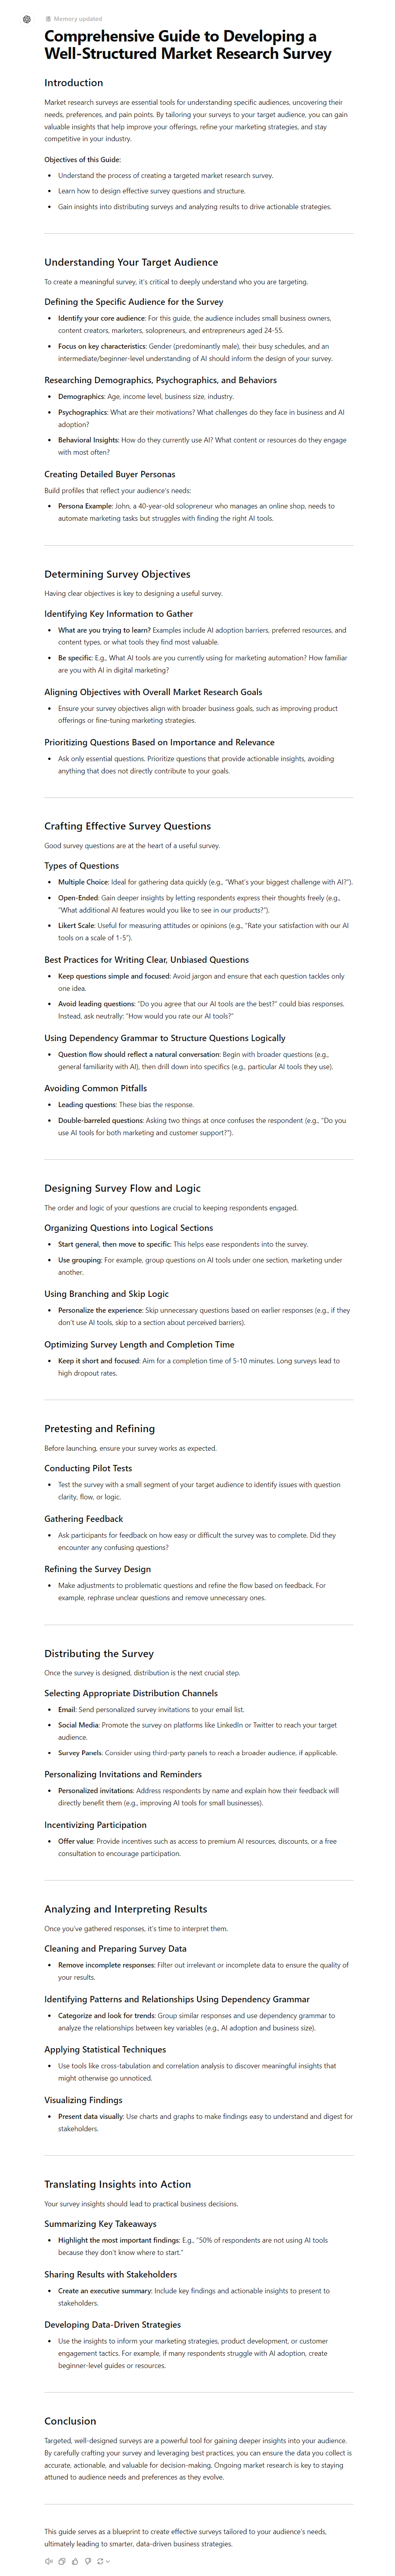 Memory updated
Comprehensive Guide to Developing a
Well-Structured Market Research Survey
Introduction
Market research surveys are essential tools for understanding specific audiences, uncovering their
needs, preferences, and pain points. By tailoring your surveys to your target audience, you can gain
valuable insights that help improve your offerings, refine your marketing strategies, and stay
competitive in your industry.
Objectives of this Guide:
• Understand the process of creating a targeted market research survey.
• Learn how to design effective survey questions and structure.
• Gain insights into distributing surveys and analyzing results to drive actionable strategies.
Understanding Your Target Audience
To create a meaningful survey, it's critical to deeply understand who you are targeting.
Defining the Specific Audience for the Survey
• Identify your core audience: For this guide, the audience includes small business owners,
content creators, marketers, solopreneurs, and entrepreneurs aged 24-55.
• Focus on key characteristics: Gender (predominantly male), their busy schedules, and an
intermediate/beginner-level understanding of AI should inform the design of your survey.
Researching Demographics, Psychographics, and Behaviors
• Demographics: Age, income level, business size, industry.
• Psychographics: What are their motivations? What challenges do they face in business and AI
adoption?
• Behavioral Insights: How do they currently use AI? What content or resources do they engage
with most often?
Creating Detailed Buyer Personas
Build profiles that reflect your audience's needs:
• Persona Example: John, a 40-year-old solopreneur who manages an online shop, needs to
automate marketing tasks but struggles with finding the right AI tools.
Determining Survey Objectives
Having clear objectives is key to designing a useful survey.
Identifying Key Information to Gather
• What are you trying to learn? Examples include AI adoption barriers, preferred resources, and
content types, or what tools they find most valuable.
• Be specific: E.g., What AI tools are you currently using for marketing automation? How familiar
are you with AI in digital marketing?
Aligning Objectives with Overall Market Research Goals
• Ensure your survey objectives align with broader business goals, such as improving product
offerings or fine-tuning marketing strategies.
Prioritizing Questions Based on Importance and Relevance
• Ask only essential questions. Prioritize questions that provide actionable insights, avoiding
anything that does not directly contribute to your goals.
Crafting Effective Survey Questions
Good survey questions are at the heart of a useful survey.
Types of Questions
• Multiple Choice: Ideal for gathering data quickly (e.g., "What's your biggest challenge with AI?").
• Open-Ended: Gain deeper insights by letting respondents express their thoughts freely (e.g.,
"What additional AI features would you like to see in our products?").
• Likert Scale: Useful for measuring attitudes or opinions (e.g., "Rate your satisfaction with our AI
tools on a scale of 1-5").
Best Practices for Writing Clear, Unbiased Questions
• Keep questions simple and focused: Avoid jargon and ensure that each question tackles only
one idea.
• Avoid leading questions: "Do you agree that our AI tools are the best?" could bias responses.
Instead, ask neutrally: "How would you rate our AI tools?"
Using Dependency Grammar to Structure Questions Logically
• Question flow should reflect a natural conversation: Begin with broader questions (e.g.,
general familiarity with AI), then drill down into specifics (e.g., particular AI tools they use).
Avoiding Common Pitfalls
• Leading questions: These bias the response.
• Double-barreled questions: Asking two things at once confuses the respondent (e.g., "Do you
use AI tools for both marketing and customer support?").
Designing Survey Flow and Logic
The order and logic of your questions are crucial to keeping respondents engaged.
Organizing Questions into Logical Sections
• Start general, then move to specific: This helps ease respondents into the survey.
• Use grouping: For example, group questions on AI tools under one section, marketing under
another.
Using Branching and Skip Logic
• Personalize the experience: Skip unnecessary questions based on earlier responses (e.g., if they
don't use AI tools, skip to a section about perceived barriers).
Optimizing Survey Length and Completion Time
• Keep it short and focused: Aim for a completion time of 5-10 minutes. Long surveys lead to
high dropout rates.
Pretesting and Refining
Before launching, ensure your survey works as expected.
Conducting Pilot Tests
• Test the survey with a small segment of your target audience to identify issues with question
clarity, flow, or logic.
Gathering Feedback
• Ask participants for feedback on how easy or difficult the survey was to complete. Did they
encounter any confusing questions?
Refining the Survey Design
• Make adjustments to problematic questions and refine the flow based on feedback. For
example, rephrase unclear questions and remove unnecessary ones.
Distributing the Survey
Once the survey is designed, distribution is the next crucial step.
Selecting Appropriate Distribution Channels
• Email: Send personalized survey invitations to your email list.
• Social Media: Promote the survey on platforms like LinkedIn or Twitter to reach your target
audience.
• Survey Panels: Consider using third-party panels to reach a broader audience, if applicable.
Personalizing Invitations and Reminders
• Personalized invitations: Address respondents by name and explain how their feedback will
directly benefit them (e.g., improving AI tools for small businesses).
Incentivizing Participation
• Offer value: Provide incentives such as access to premium AI resources, discounts, or a free
consultation to encourage participation.
Analyzing and Interpreting Results
Once you've gathered responses, it's time to interpret them.
Cleaning and Preparing Survey Data
• Remove incomplete responses: Filter out irrelevant or incomplete data to ensure the quality of
your results.
Identifying Patterns and Relationships Using Dependency Grammar
• Categorize and look for trends: Group similar responses and use dependency grammar to
analyze the relationships between key variables (e.g., AI adoption and business size).
Applying Statistical Techniques
• Use tools like cross-tabulation and correlation analysis to discover meaningful insights that
might otherwise go unnoticed.
Visualizing Findings
• Present data visually: Use charts and graphs to make findings easy to understand and digest for
stakeholders.
Translating Insights into Action
Your survey insights should lead to practical business decisions.
Summarizing Key Takeaways
• Highlight the most important findings: E.g., "50% of respondents are not using AI tools
because they don't know where to start."
Sharing Results with Stakeholders
• Create an executive summary: Include key findings and actionable insights to present to
stakeholders.
Developing Data-Driven Strategies
• Use the insights to inform your marketing strategies, product development, or customer
engagement tactics. For example, if many respondents struggle with AI adoption, create
beginner-level guides or resources.
Conclusion
Targeted, well-designed surveys are a powerful tool for gaining deeper insights into your audience.
By carefully crafting your survey and leveraging best practices, you can ensure the data you collect is
accurate, actionable, and valuable for decision-making. Ongoing market research is key to staying
attuned to audience needs and preferences as they evolve.
This guide serves as a blueprint to create effective surveys tailored to your audience's needs,
ultimately leading to smarter, data-driven business strategies.